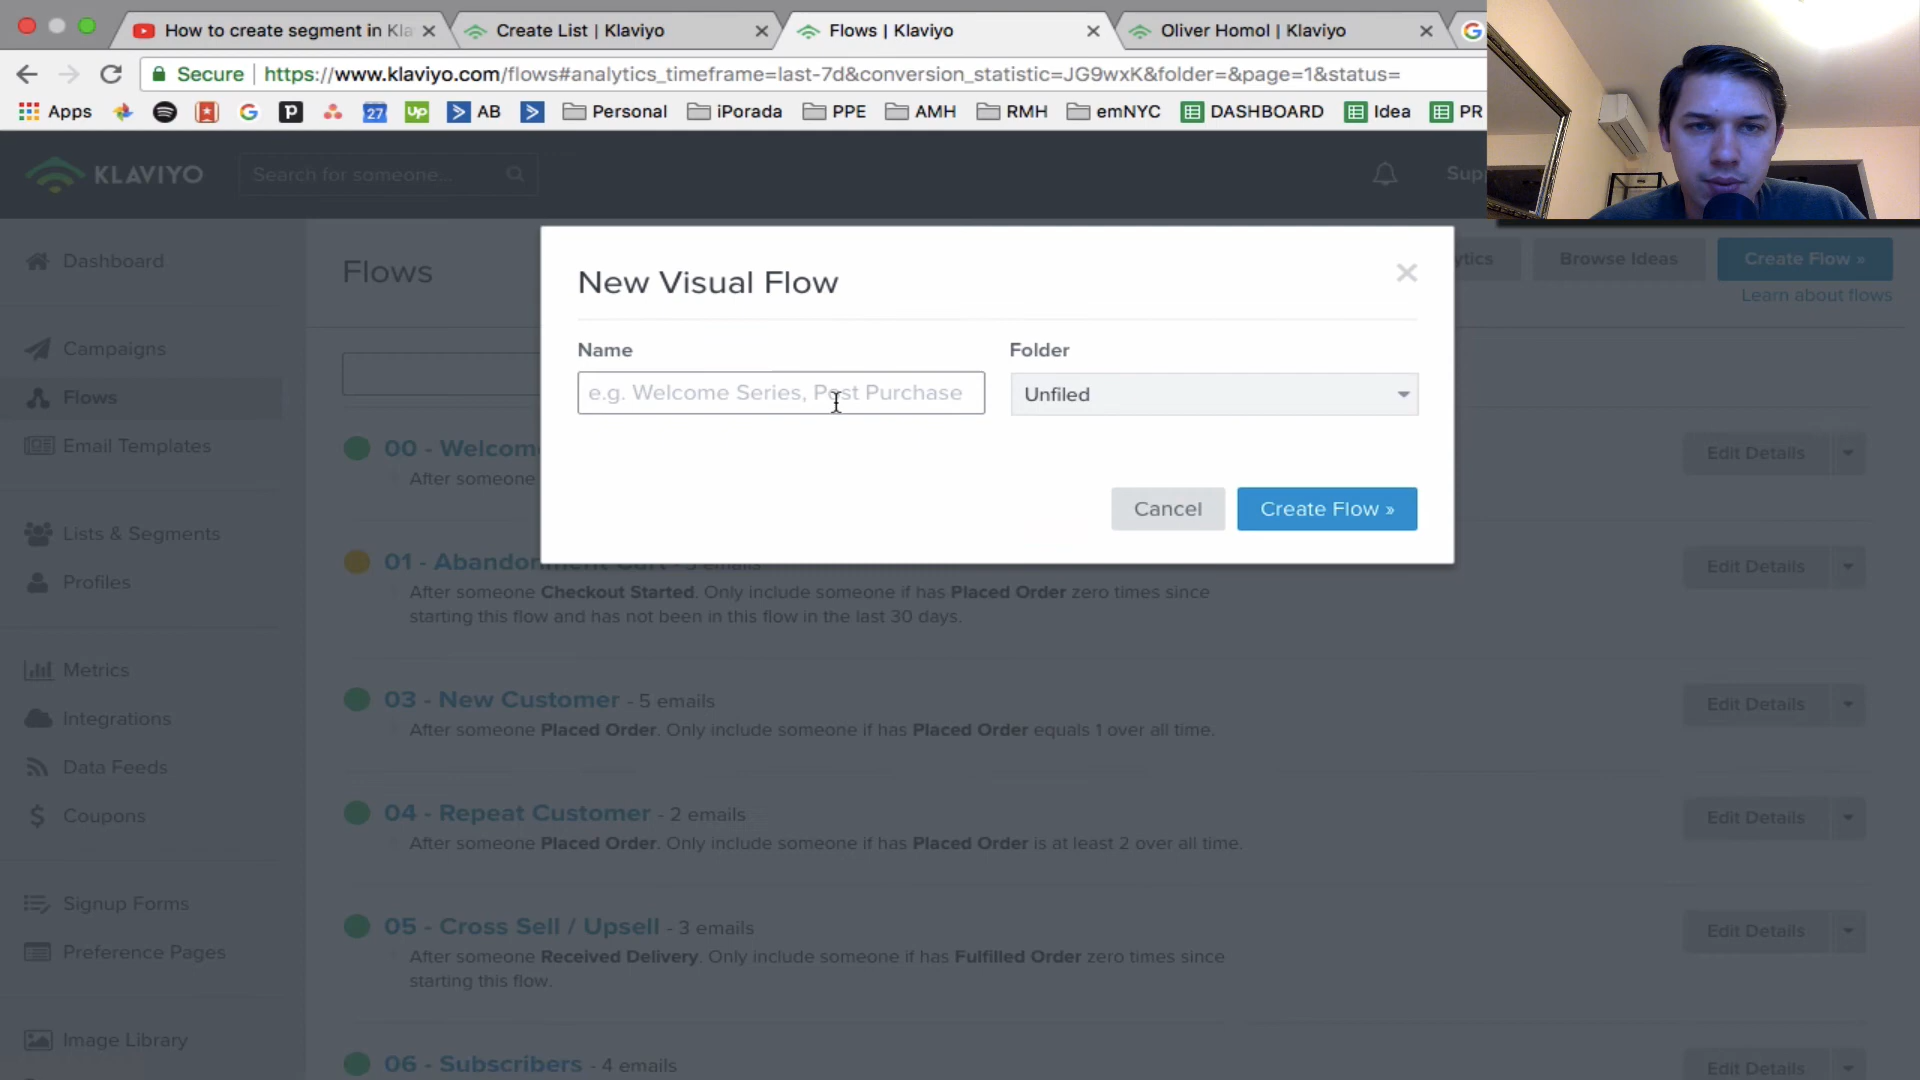 How to create segment in Kla
Create List | Klaviyo
Flows | Klaviyo
Oliver Homol | Klaviyo
Secure
https://www.klaviyo.com/flows#analytics_timeframe=last-7d&conversion_statistic=JG9wxK&folder=&page=1&status=
Apps
27
up
AB
Personal
iPorada
PPE
AMH
RMH
emNYC
DASHBOARD
Idea
PR
KLAVIYO
Search for someone...
Sup
Dashboard
Campaigns
Flows
Email Templates
Lists & Segments
Profiles
Metrics
Integrations
Data Feeds
Coupons
Signup Forms
Preference Pages
Image Library
Flows
ytics
Browse Ideas
Create Flow »
Learn about flows
New Visual Flow
Name
Folder
e.g. Welcome Series, Post Purchase
Unfiled
Cancel
Create Flow »
00 - Welcom
After someone
Edit Details
01 - Abandonment Cart - 3 emails
After someone Checkout Started. Only include someone if has Placed Order zero times since
starting this flow and has not been in this flow in the last 30 days.
Edit Details
03 - New Customer - 5 emails
After someone Placed Order. Only include someone if has Placed Order equals 1 over all time.
Edit Details
04 - Repeat Customer - 2 emails
After someone Placed Order. Only include someone if has Placed Order is at least 2 over all time.
Edit Details
05 - Cross Sell / Upsell - 3 emails
After someone Received Delivery. Only include someone if has Fulfilled Order zero times since
starting this flow.
Edit Details
06 - Subscribers - 4 emails
Edit Details